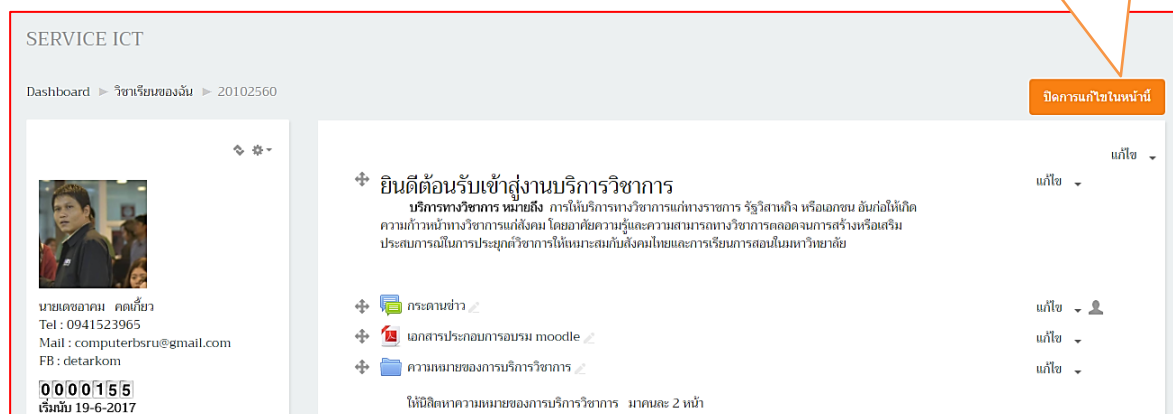 SERVICE ICT
Dashboard ► วิชาเรียนของฉัน ► 20102560
ปิดการแก้ไขในหน้านี้
แก้ไข
ยินดีต้อนรับเข้าสู่งานบริการวิชาการ
แก้ไข
บริการทางวิชาการ หมายถึง การให้บริการทางวิชาการแก่ทางราชการ รัฐวิสาหกิจ หรือเอกชน อันก่อให้เกิด
ความก้าวหน้าทางวิชาการแก่สังคม โดยอาศัยความรู้และความสามารถทางวิชาการตลอดจนการสร้างหรือเสริม
ประสบการณ์ในการประยุกต์วิชาการให้เหมาะสมกับสังคมไทยและการเรียนการสอนในมหาวิทยาลัย
กระดานข่าว
แก้ไข
เอกสารประกอบการอบรม moodle
แก้ไข
ความหมายของการบริการวิชาการ
แก้ไข
ให้นิสิตหาความหมายของการบริการวิชาการ มาคนละ 2 หน้า
นายเดชอาคม คตเกี้ยว
Tel : 0941523965
Mail : computerbsru@gmail.com
FB : detarkom
0000155
เริ่มนับ 19-6-2017